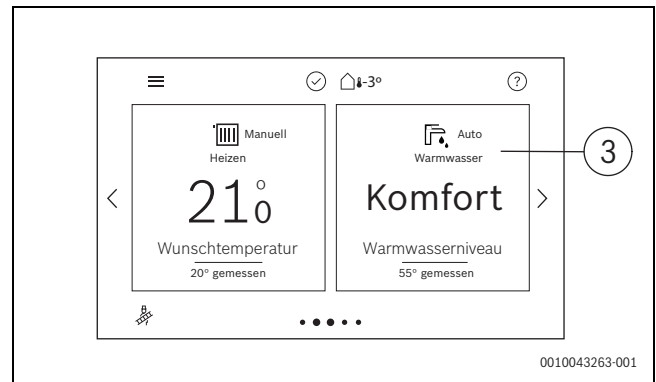 -3° ?
Manuell
Heizen
21°0
Wunschtemperatur
20° gemessen
Auto
Warmwasser
Komfort
Warmwasserniveau
55° gemessen
3
0010043263-001